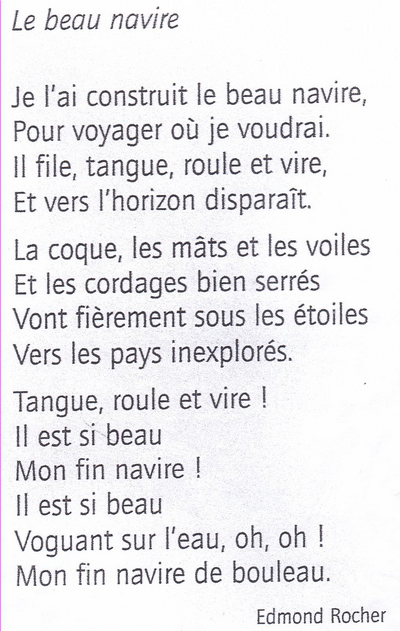 Le beau navire
Je l'ai construit le beau navire,
Pour voyager où je voudrai.
Il file, tangue, roule et vire,
Et vers l'horizon disparaît.
La coque, les mâts et les voiles
Et les cordages bien serrés
Vont fièrement sous les étoiles
Vers les pays inexplorés.
Tangue, roule et vire !
Il est si beau
Mon fin navire !
Il est si beau
Voguant sur l'eau, oh, oh !
Mon fin navire de bouleau.
Edmond Rocher